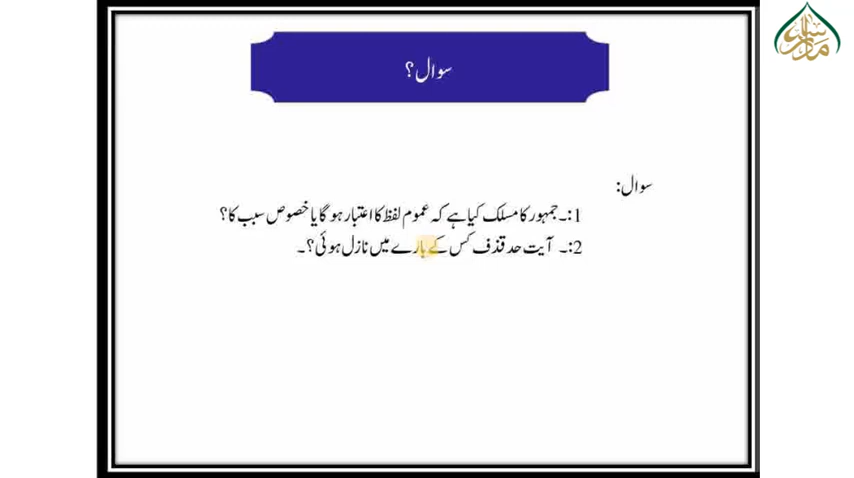 سوال؟
سوال:
1:۔جمہور کا مسلک کیا ہے کہ عموم لفظ کا اعتبار ہو گا یا خصوص سبب کا؟
2:۔ آیت حد قذف کس کے بارے میں نازل ہوئی؟۔